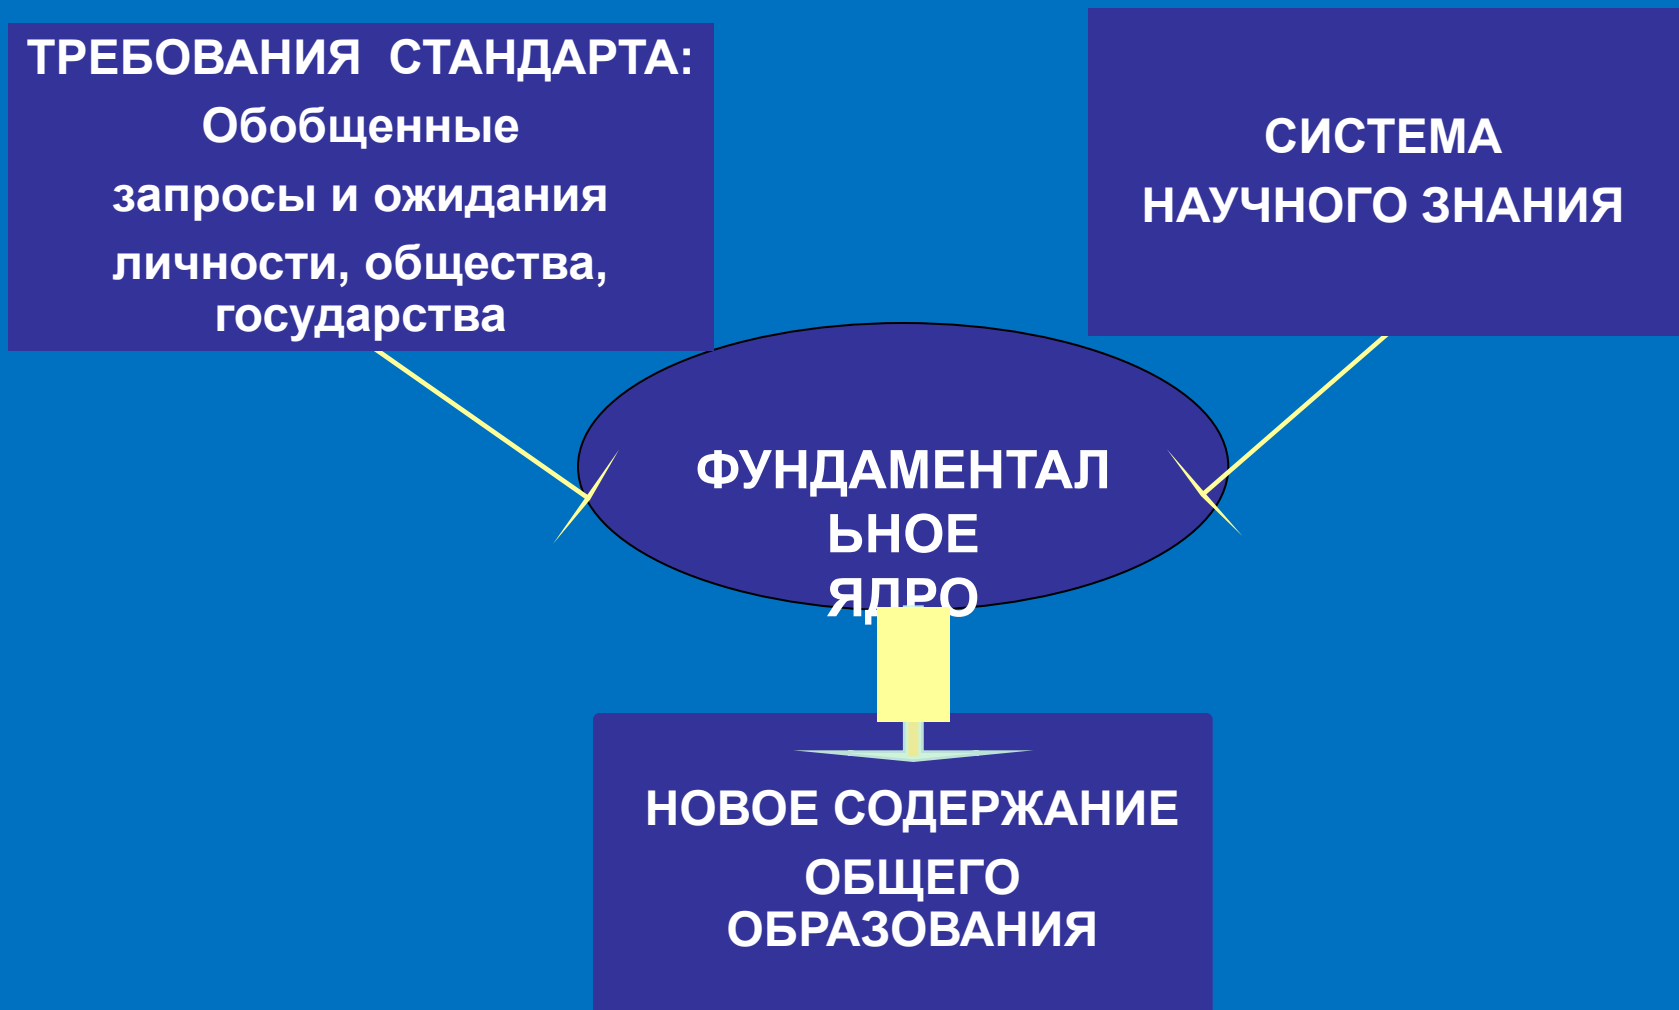 ТРЕБОВАНИЯ СТАНДАРТА:
Обобщенные
запросы и ожидания
личности, общества,
государства
СИСТЕМА
НАУЧНОГО ЗНАНИЯ
ФУНДАМЕНТАЛ
ЬНОЕ
ЯДРО
НОВОЕ СОДЕРЖАНИЕ
ОБЩЕГО
ОБРАЗОВАНИЯ